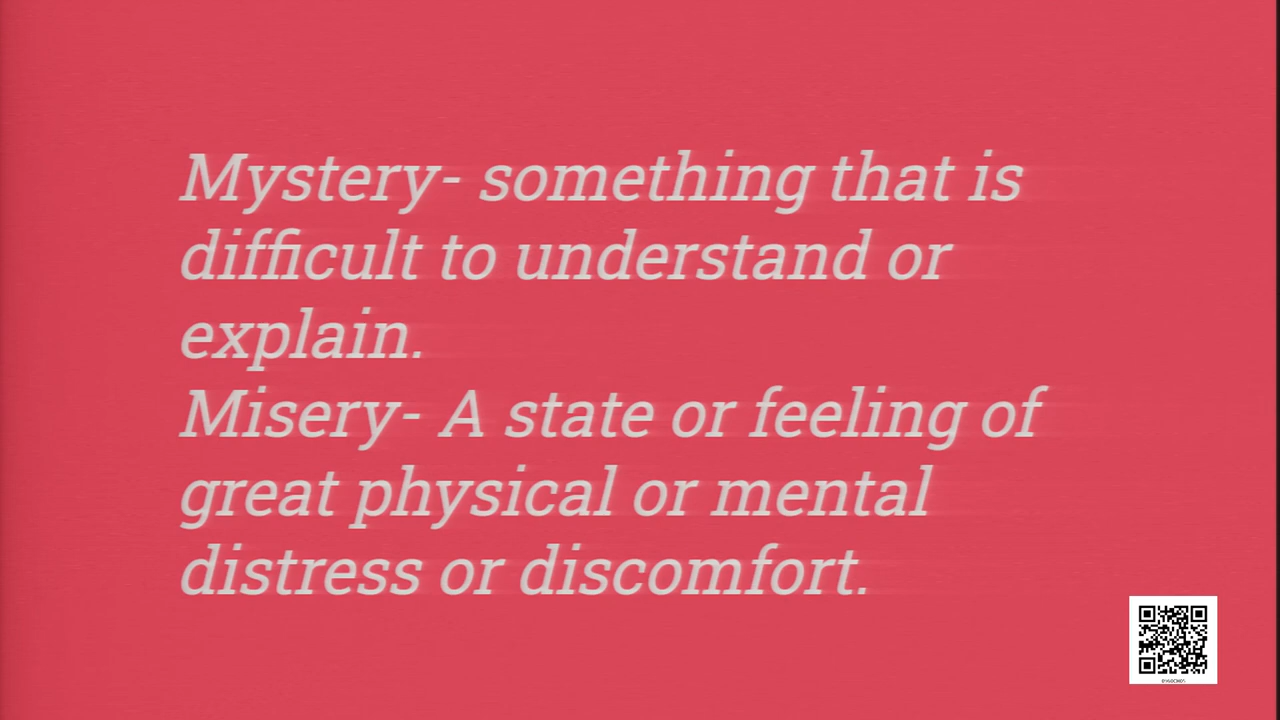 Mystery- something that is
difficult to understand or
explain.
Misery- A state or feeling of
great physical or mental
distress or discomfort.